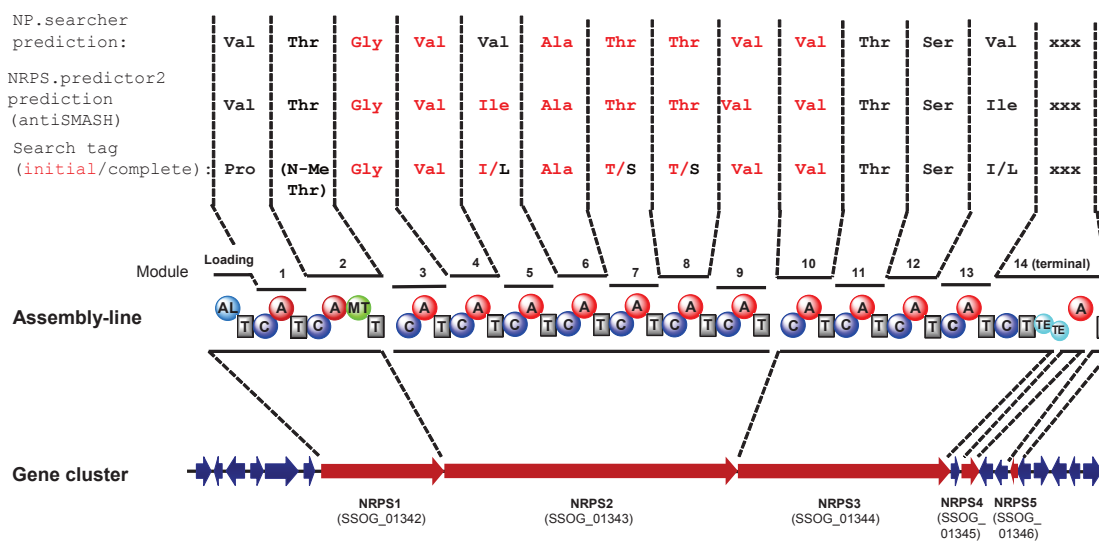 NP.searcher
prediction:
Val Thr Gly Val Val Ala Thr Thr Val Val Thr Ser Val xxx
NRPS.predictor2
prediction
(antiSMASH)
Val Thr Gly Val Ile Ala Thr Thr Val Val Thr Ser Ile xxx
Search tag
(initial/complete):
Pro (N-Me Gly Val I/L Ala T/S T/S Val Val Thr Ser I/L xxx
Thr)
Module
Loading 1 2 3 4 5 6 7 8 9 10 11 12 13 14 (terminal)
Assembly-line
AL T C A T C A MT T C A T C A T C A T C A T C A T C A T C A T C A T C A T C A T C A T C T TE TE A
Gene cluster
NRPS1
(SSOG_01342)
NRPS2
(SSOG_01343)
NRPS3
(SSOG_01344)
NRPS4
(SSOG_
01345)
NRPS5
(SSOG_
01346)